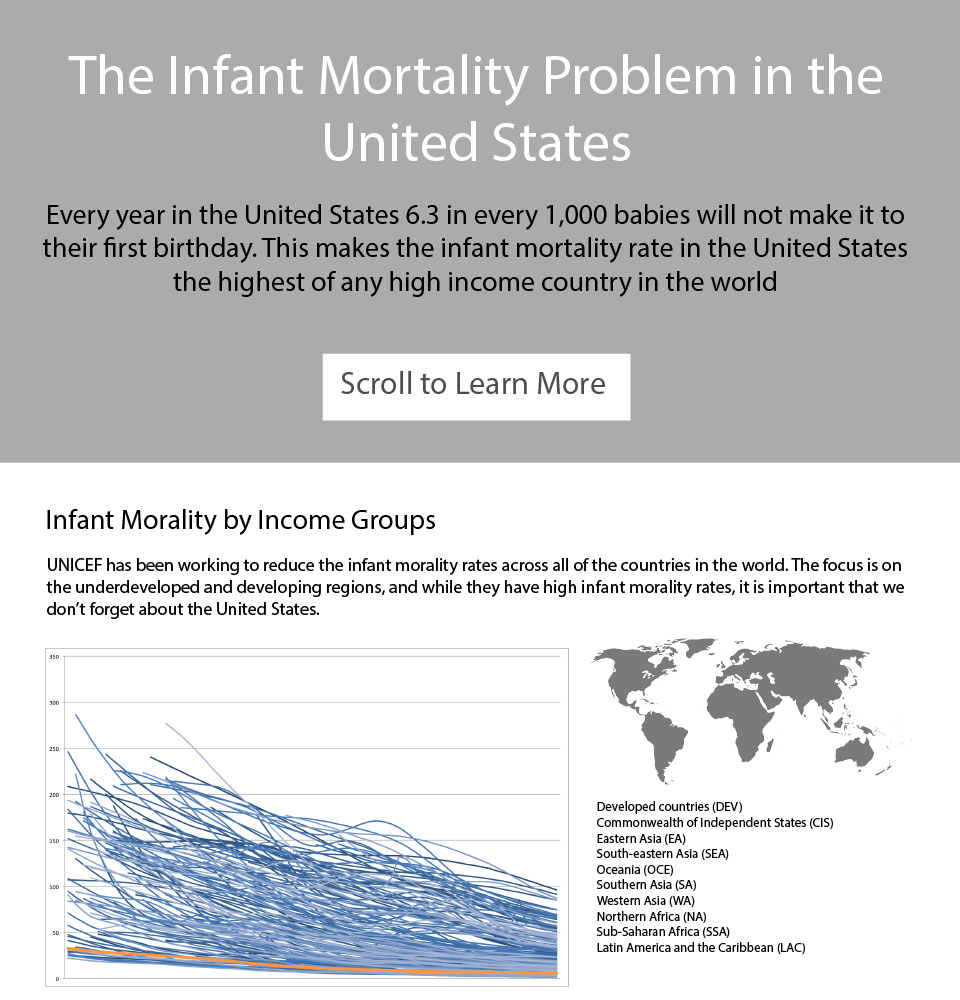 The Infant Mortality Problem in the
United States
Every year in the United States 6.3 in every 1,000 babies will not make it to
their first birthday. This makes the infant mortality rate in the United States
the highest of any high income country in the world
Scroll to Learn More
Infant Morality by Income Groups
UNICEF has been working to reduce the infant morality rates across all of the countries in the world. The focus is on
the underdeveloped and developing regions, and while they have high infant morality rates, it is important that we
don't forget about the United States.
350
300
250
200
150
100
50
0
Developed countries (DEV)
Commonwealth of Independent States (CIS)
Eastern Asia (EA)
South-eastern Asia (SEA)
Oceania (OCE)
Southern Asia (SA)
Western Asia (WA)
Northern Africa (NA)
Sub-Saharan Africa (SSA)
Latin America and the Caribbean (LAC)